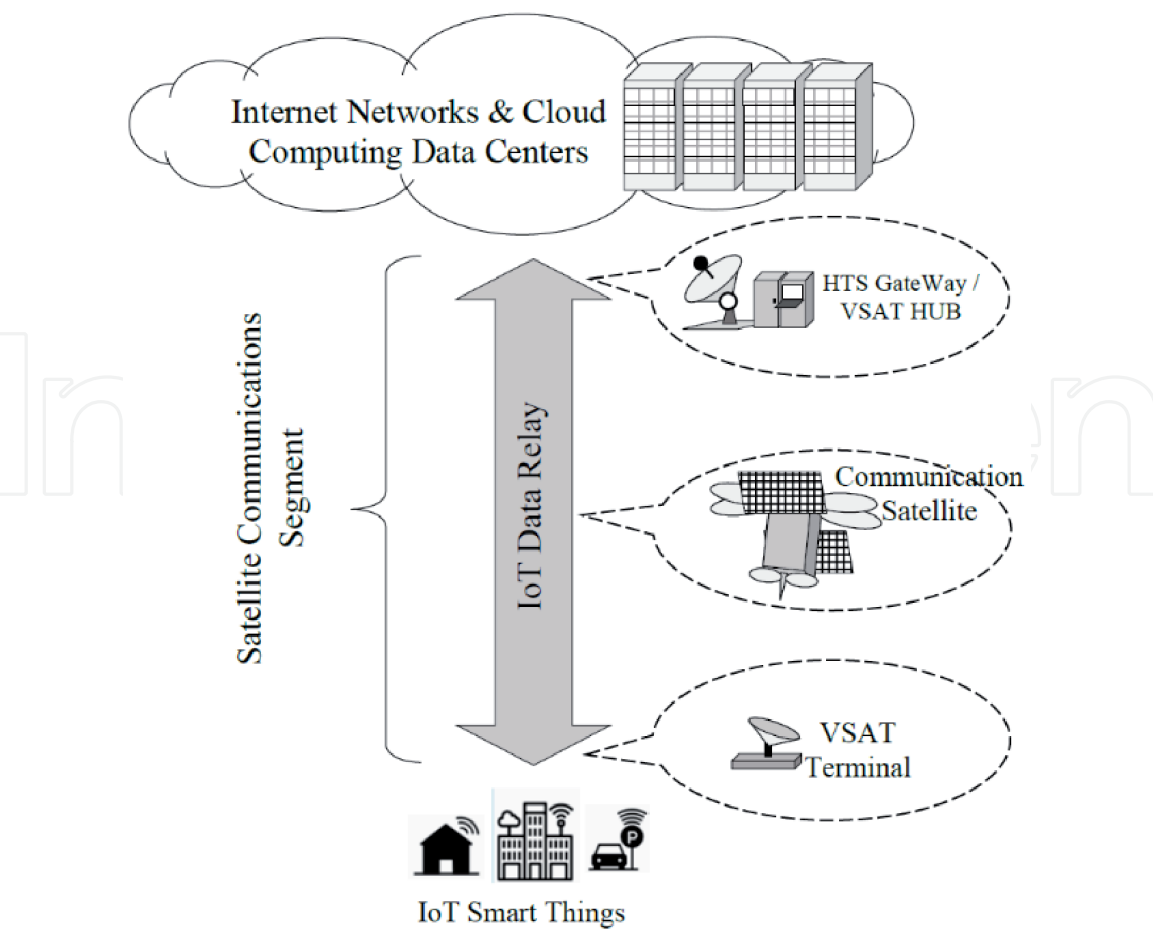 Internet Networks & Cloud
Computing Data Centers
HTS GateWay /
VSAT HUB
Satellite Communications
Segment
IoT Data Relay
Communication
Satellite
VSAT
Terminal
P
IoT Smart Things